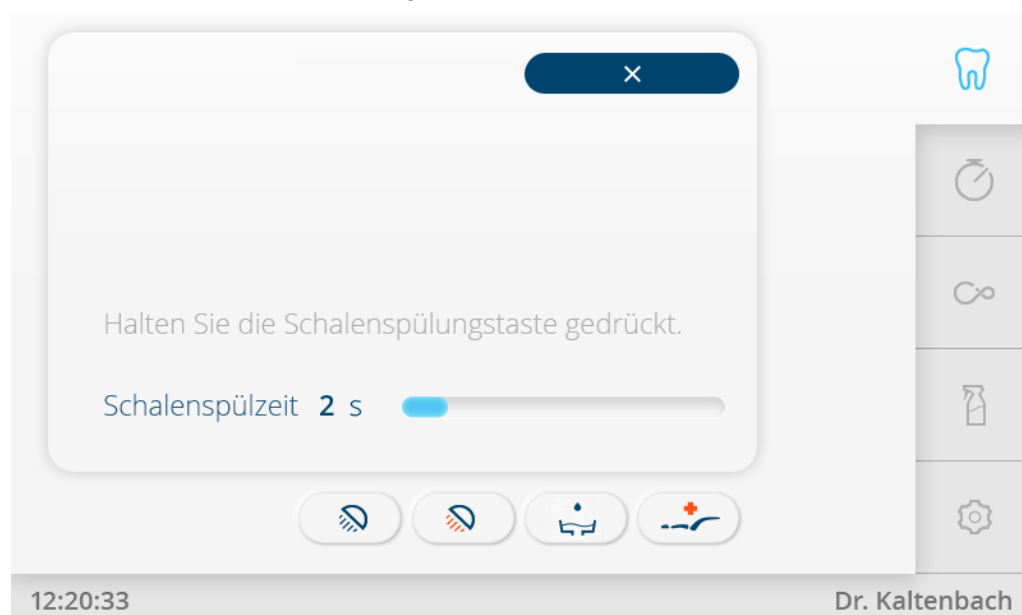 Halten Sie die Schalenspülungstaste gedrückt.
Schalenspülzeit 2 s
12:20:33 Dr. Kaltenbach